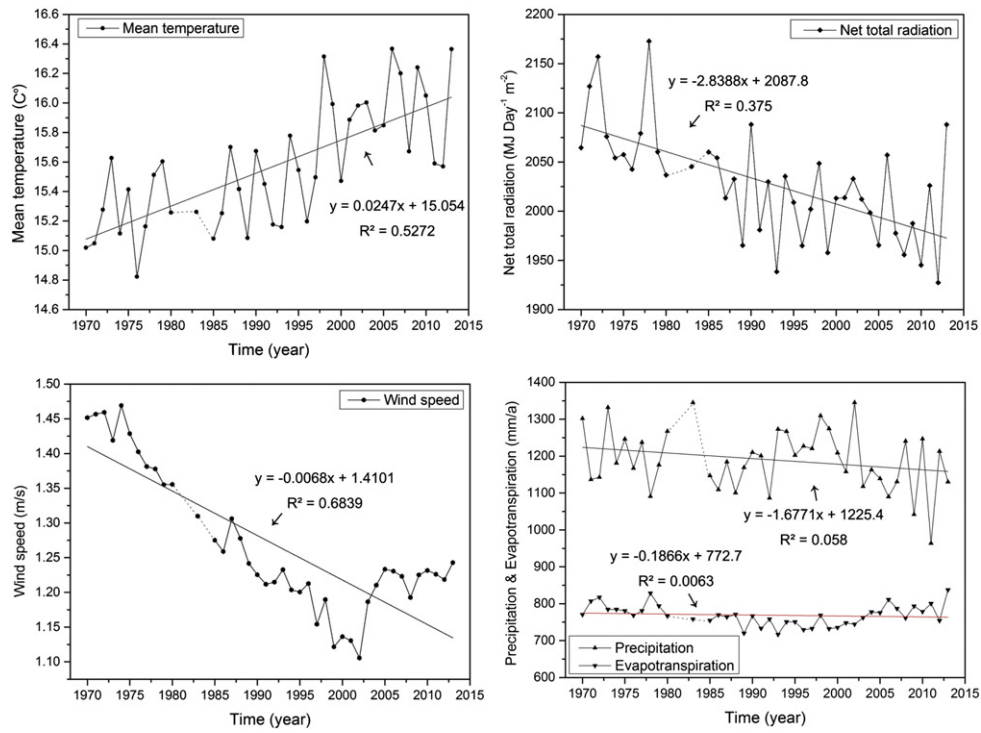 Mean temperature
16.6
16.4
16.2
16.0
15.8
15.6
15.4
15.2
15.0
14.8
14.6
Mean temperature (C°)
y = 0.0247x + 15.054
R² = 0.5272
1970 1975 1980 1985 1990 1995 2000 2005 2010 2015
Time (year)
Net total radiation
2200
2150
2100
2050
2000
1950
1900
Net total radiation (MJ Day⁻¹ m⁻²)
y = -2.8388x + 2087.8
R² = 0.375
1970 1975 1980 1985 1990 1995 2000 2005 2010 2015
Wind speed
1.50
1.45
1.40
1.35
1.30
1.25
1.20
1.15
1.10
Wind speed (m/s)
y = -0.0068x + 1.4101
R² = 0.6839
1970 1975 1980 1985 1990 1995 2000 2005 2010 2015
Time (year)
1400
1300
1200
1100
1000
900
800
700
600
Precipitation & Evapotranspiration (mm/a)
y = -1.6771x + 1225.4
R² = 0.058
y = -0.1866x + 772.7
R² = 0.0063
Precipitation
Evapotranspiration
1970 1975 1980 1985 1990 1995 2000 2005 2010 2015
Time (year)